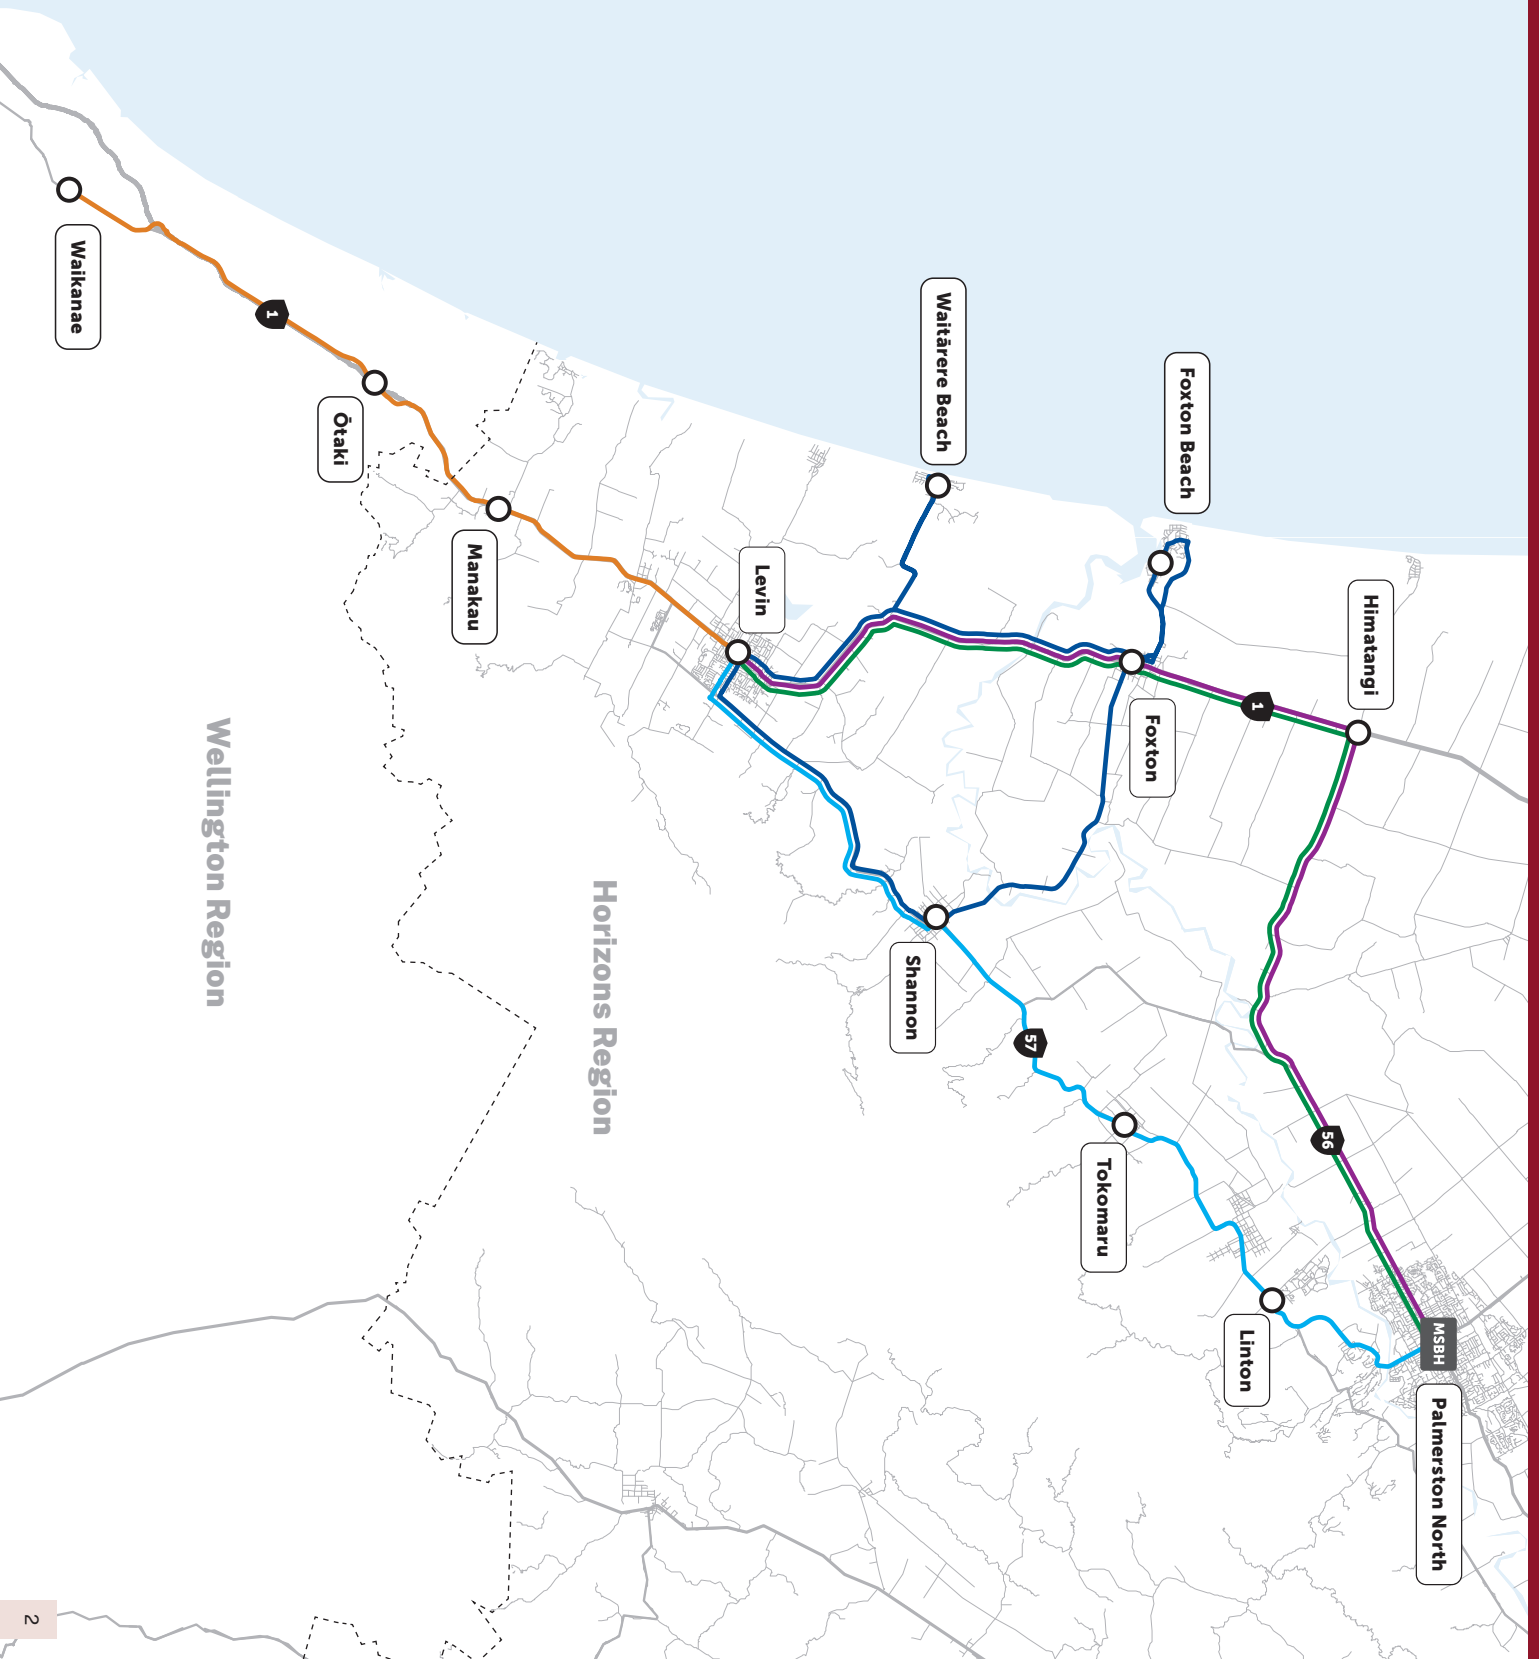 Palmerston North
MSBH
Himatangi
56
1
Linton
Foxton Beach
Foxton
Tokomaru
57
Waitārere Beach
Shannon
Levin
Horizons Region
Manakau
Ōtaki
1
Wellington Region
Waikanae
2